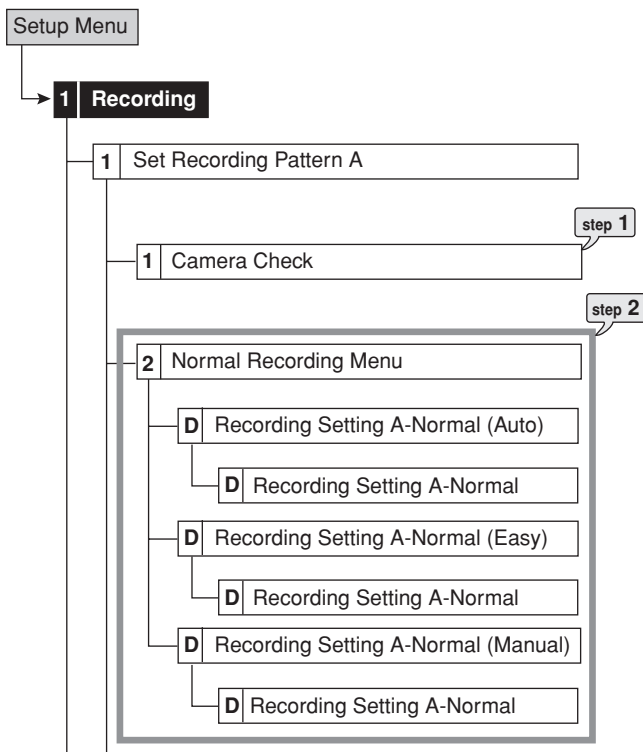 Setup Menu
1 Recording
1 Set Recording Pattern A
step 1
1 Camera Check
step 2
2 Normal Recording Menu
D Recording Setting A-Normal (Auto)
D Recording Setting A-Normal
D Recording Setting A-Normal (Easy)
D Recording Setting A-Normal
D Recording Setting A-Normal (Manual)
D Recording Setting A-Normal